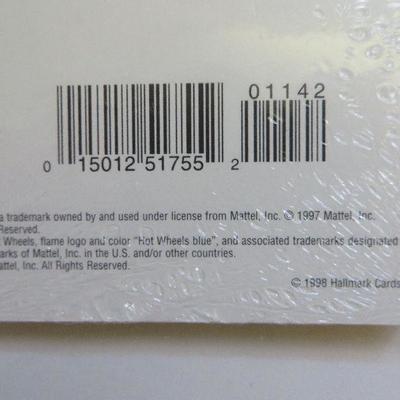 01142
0 15012 51755 2
a trademark owned by and used under license from Mattel, Inc. © 1997 Mattel, Inc.
Reserved.
Wheels, flame logo and color "Hot Wheels blue", and associated trademarks designated
marks of Mattel, Inc. in the U.S. and/or other countries.
Mattel, Inc. All Rights Reserved.
© 1998 Hallmark Cards